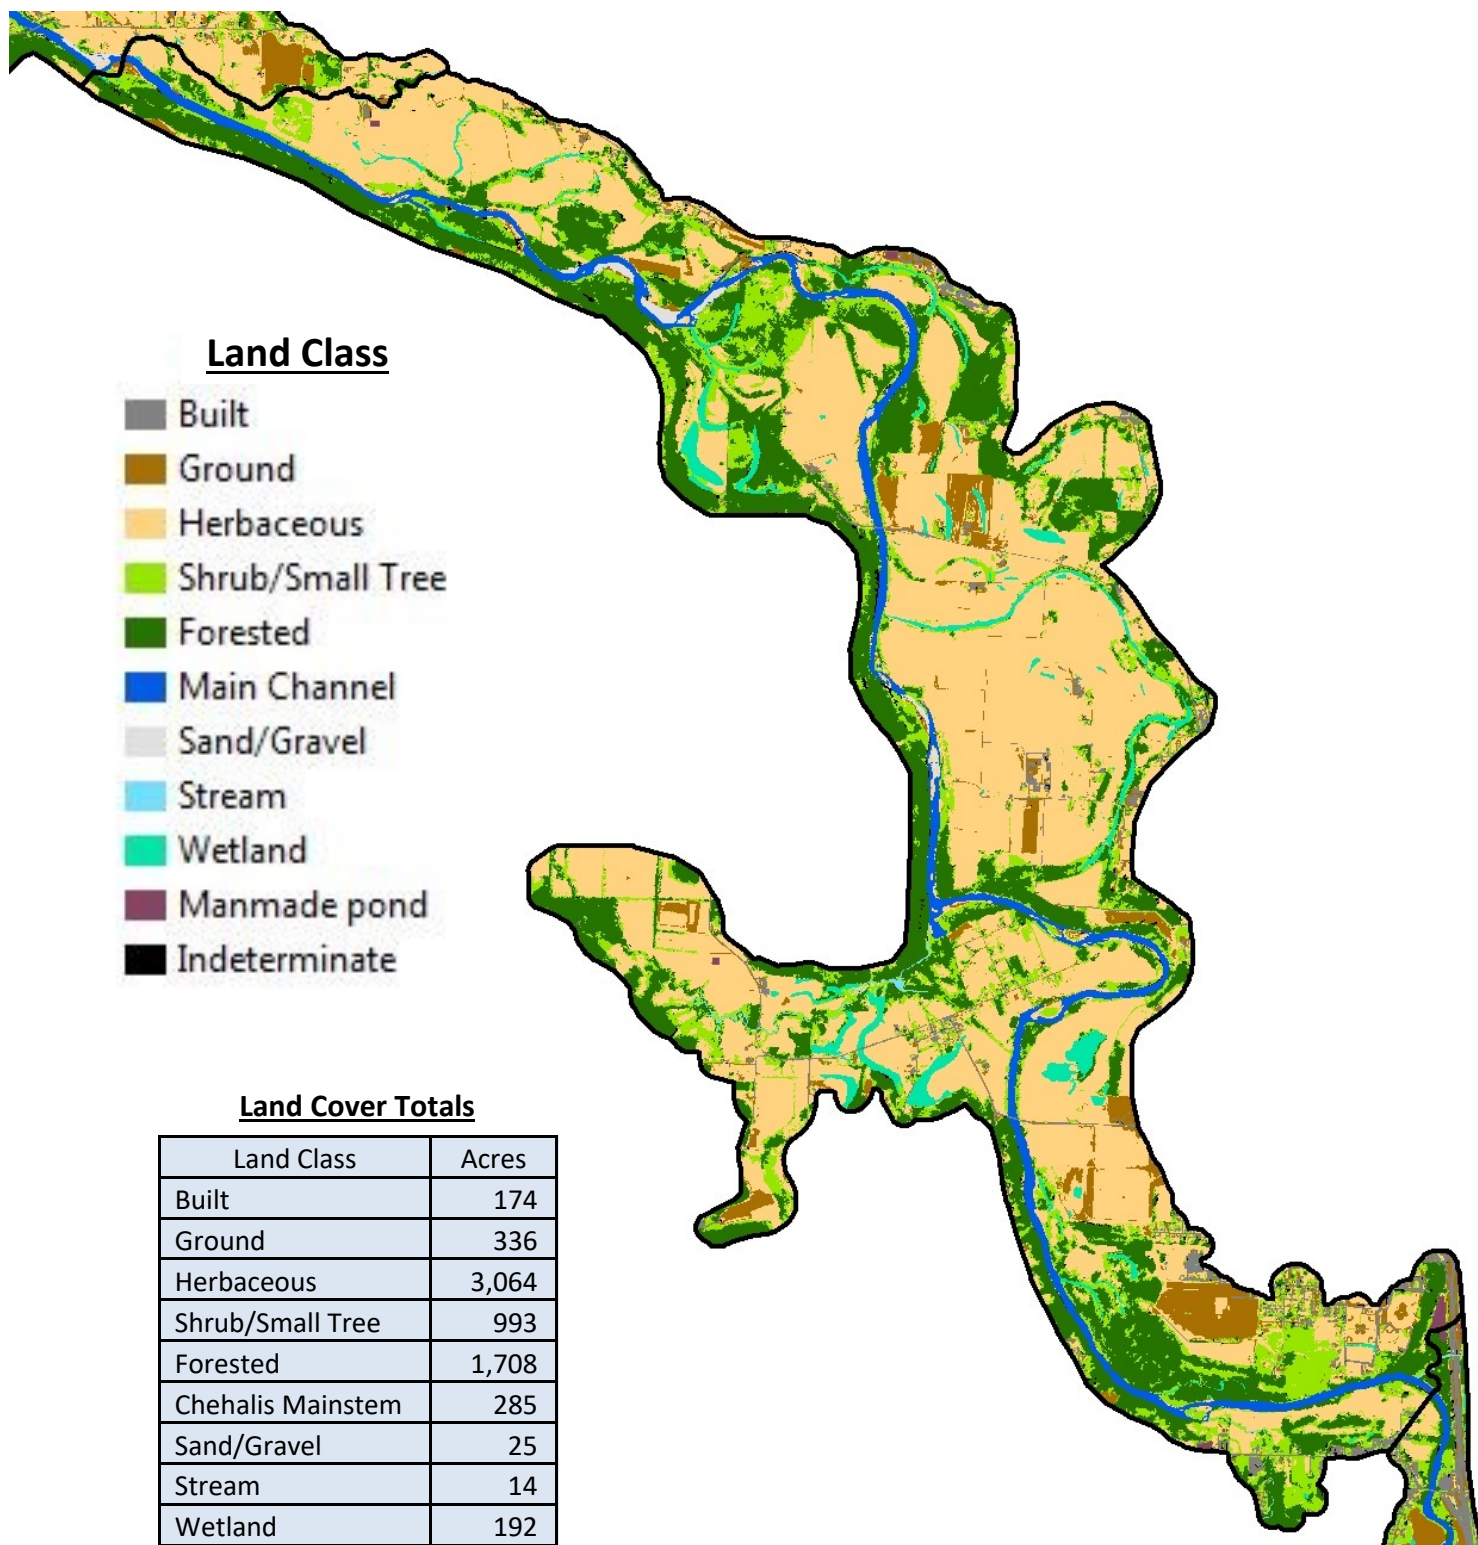 Land Class
Built
Ground
Herbaceous
Shrub/Small Tree
Forested
Main Channel
Sand/Gravel
Stream
Wetland
Manmade pond
Indeterminate
Land Cover Totals
Land Class Acres
Built 174
Ground 336
Herbaceous 3,064
Shrub/Small Tree 993
Forested 1,708
Chehalis Mainstem 285
Sand/Gravel 25
Stream 14
Wetland 192